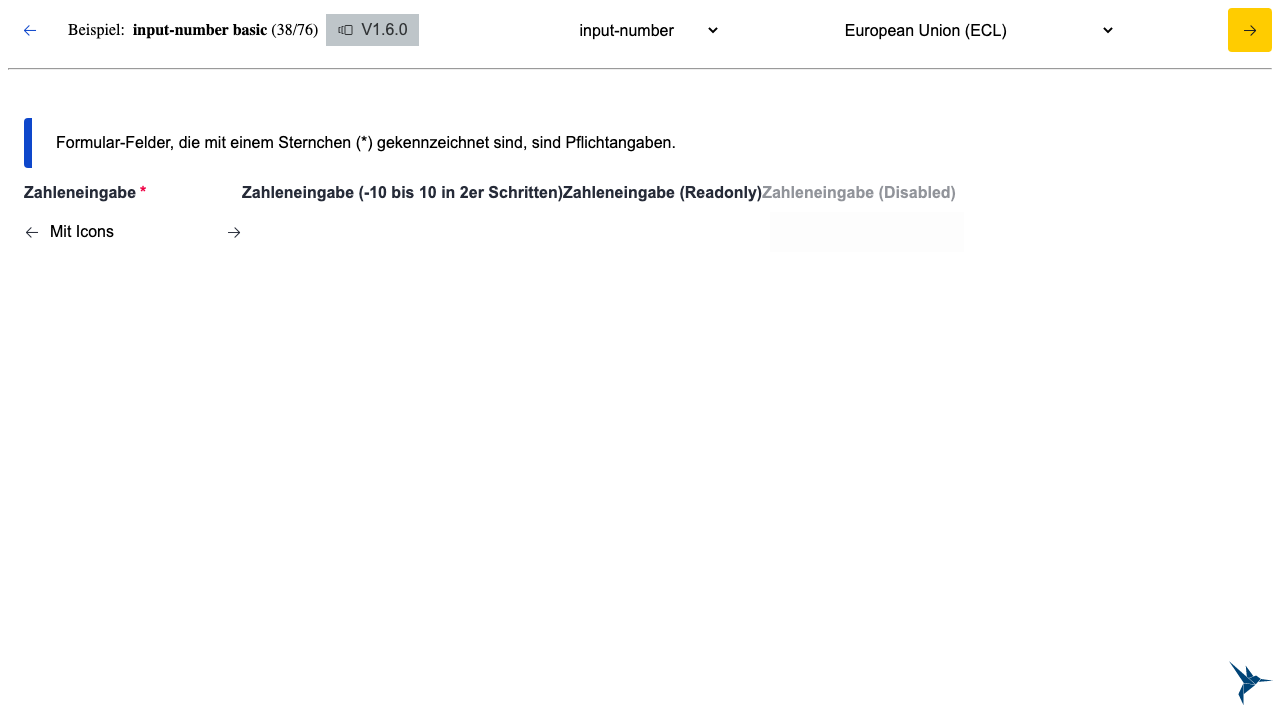 Beispiel: input-number basic (38/76) V1.6.0 input-number European Union (ECL)
Formular-Felder, die mit einem Sternchen (*) gekennzeichnet sind, sind Pflichtangaben.
Zahleneingabe * Zahleneingabe (-10 bis 10 in 2er Schritten) Zahleneingabe (Readonly) Zahleneingabe (Disabled)
Mit Icons